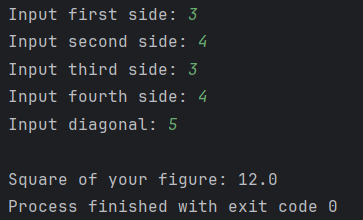 Input first side: 3
Input second side: 4
Input third side: 3
Input fourth side: 4
Input diagonal: 5
Square of your figure: 12.0
Process finished with exit code 0